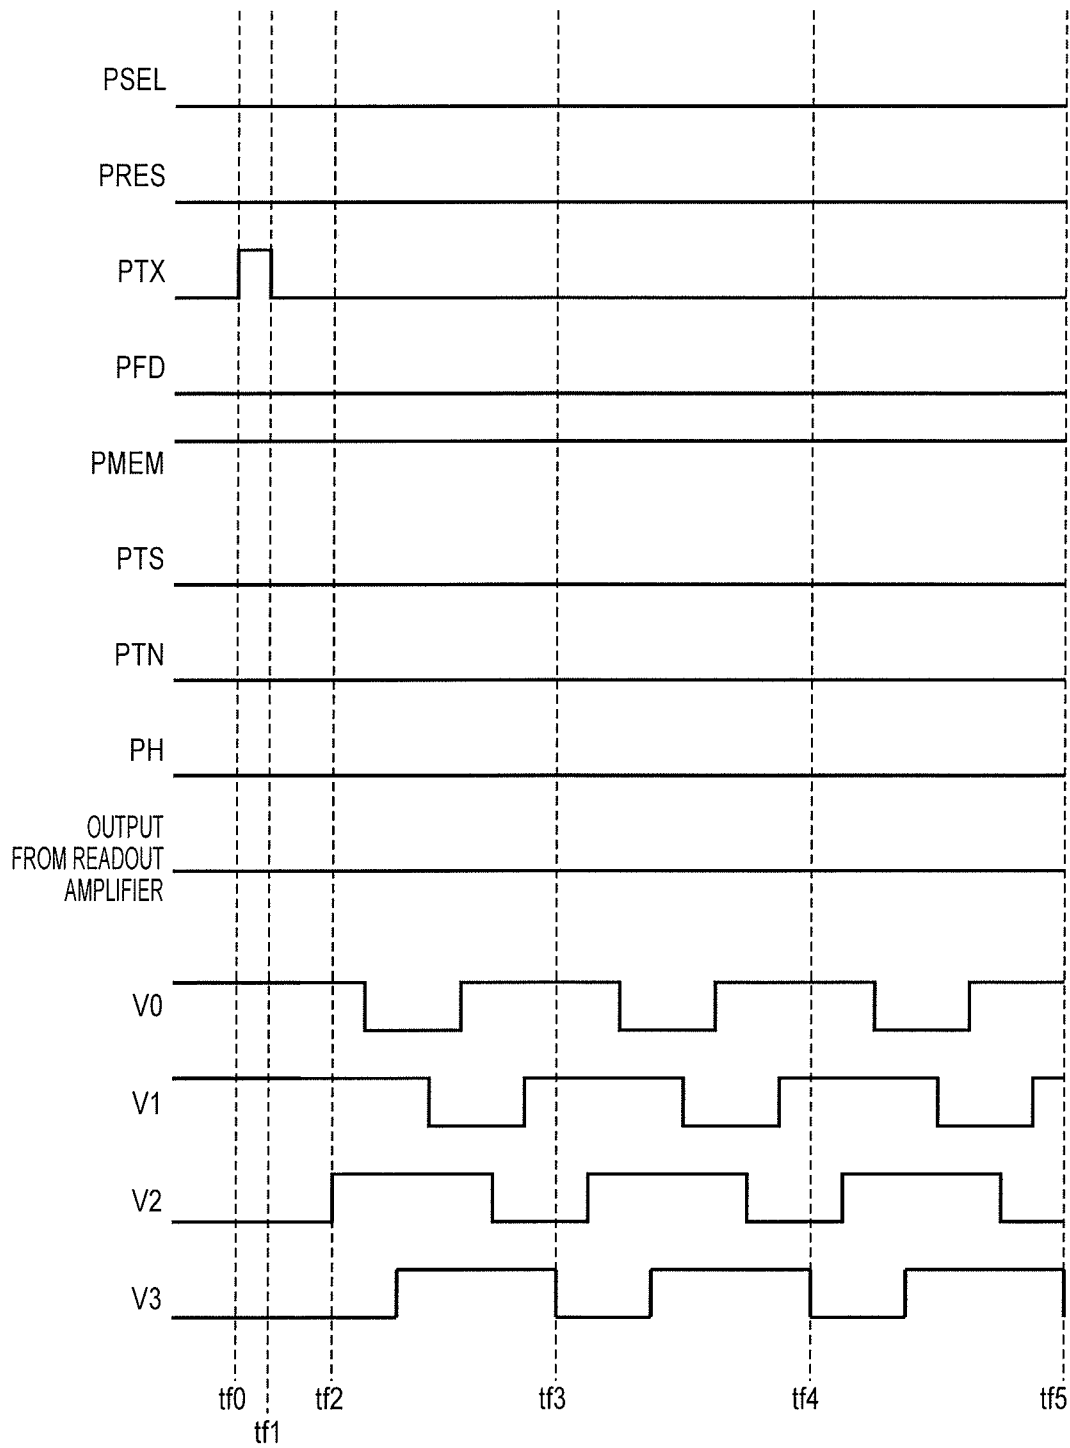 PSEL
PRES
PTX
PFD
PMEM
PTS
PTN
PH
OUTPUT
FROM READOUT
AMPLIFIER
V0
V1
V2
V3
tf0
tf1
tf2
tf3
tf4
tf5